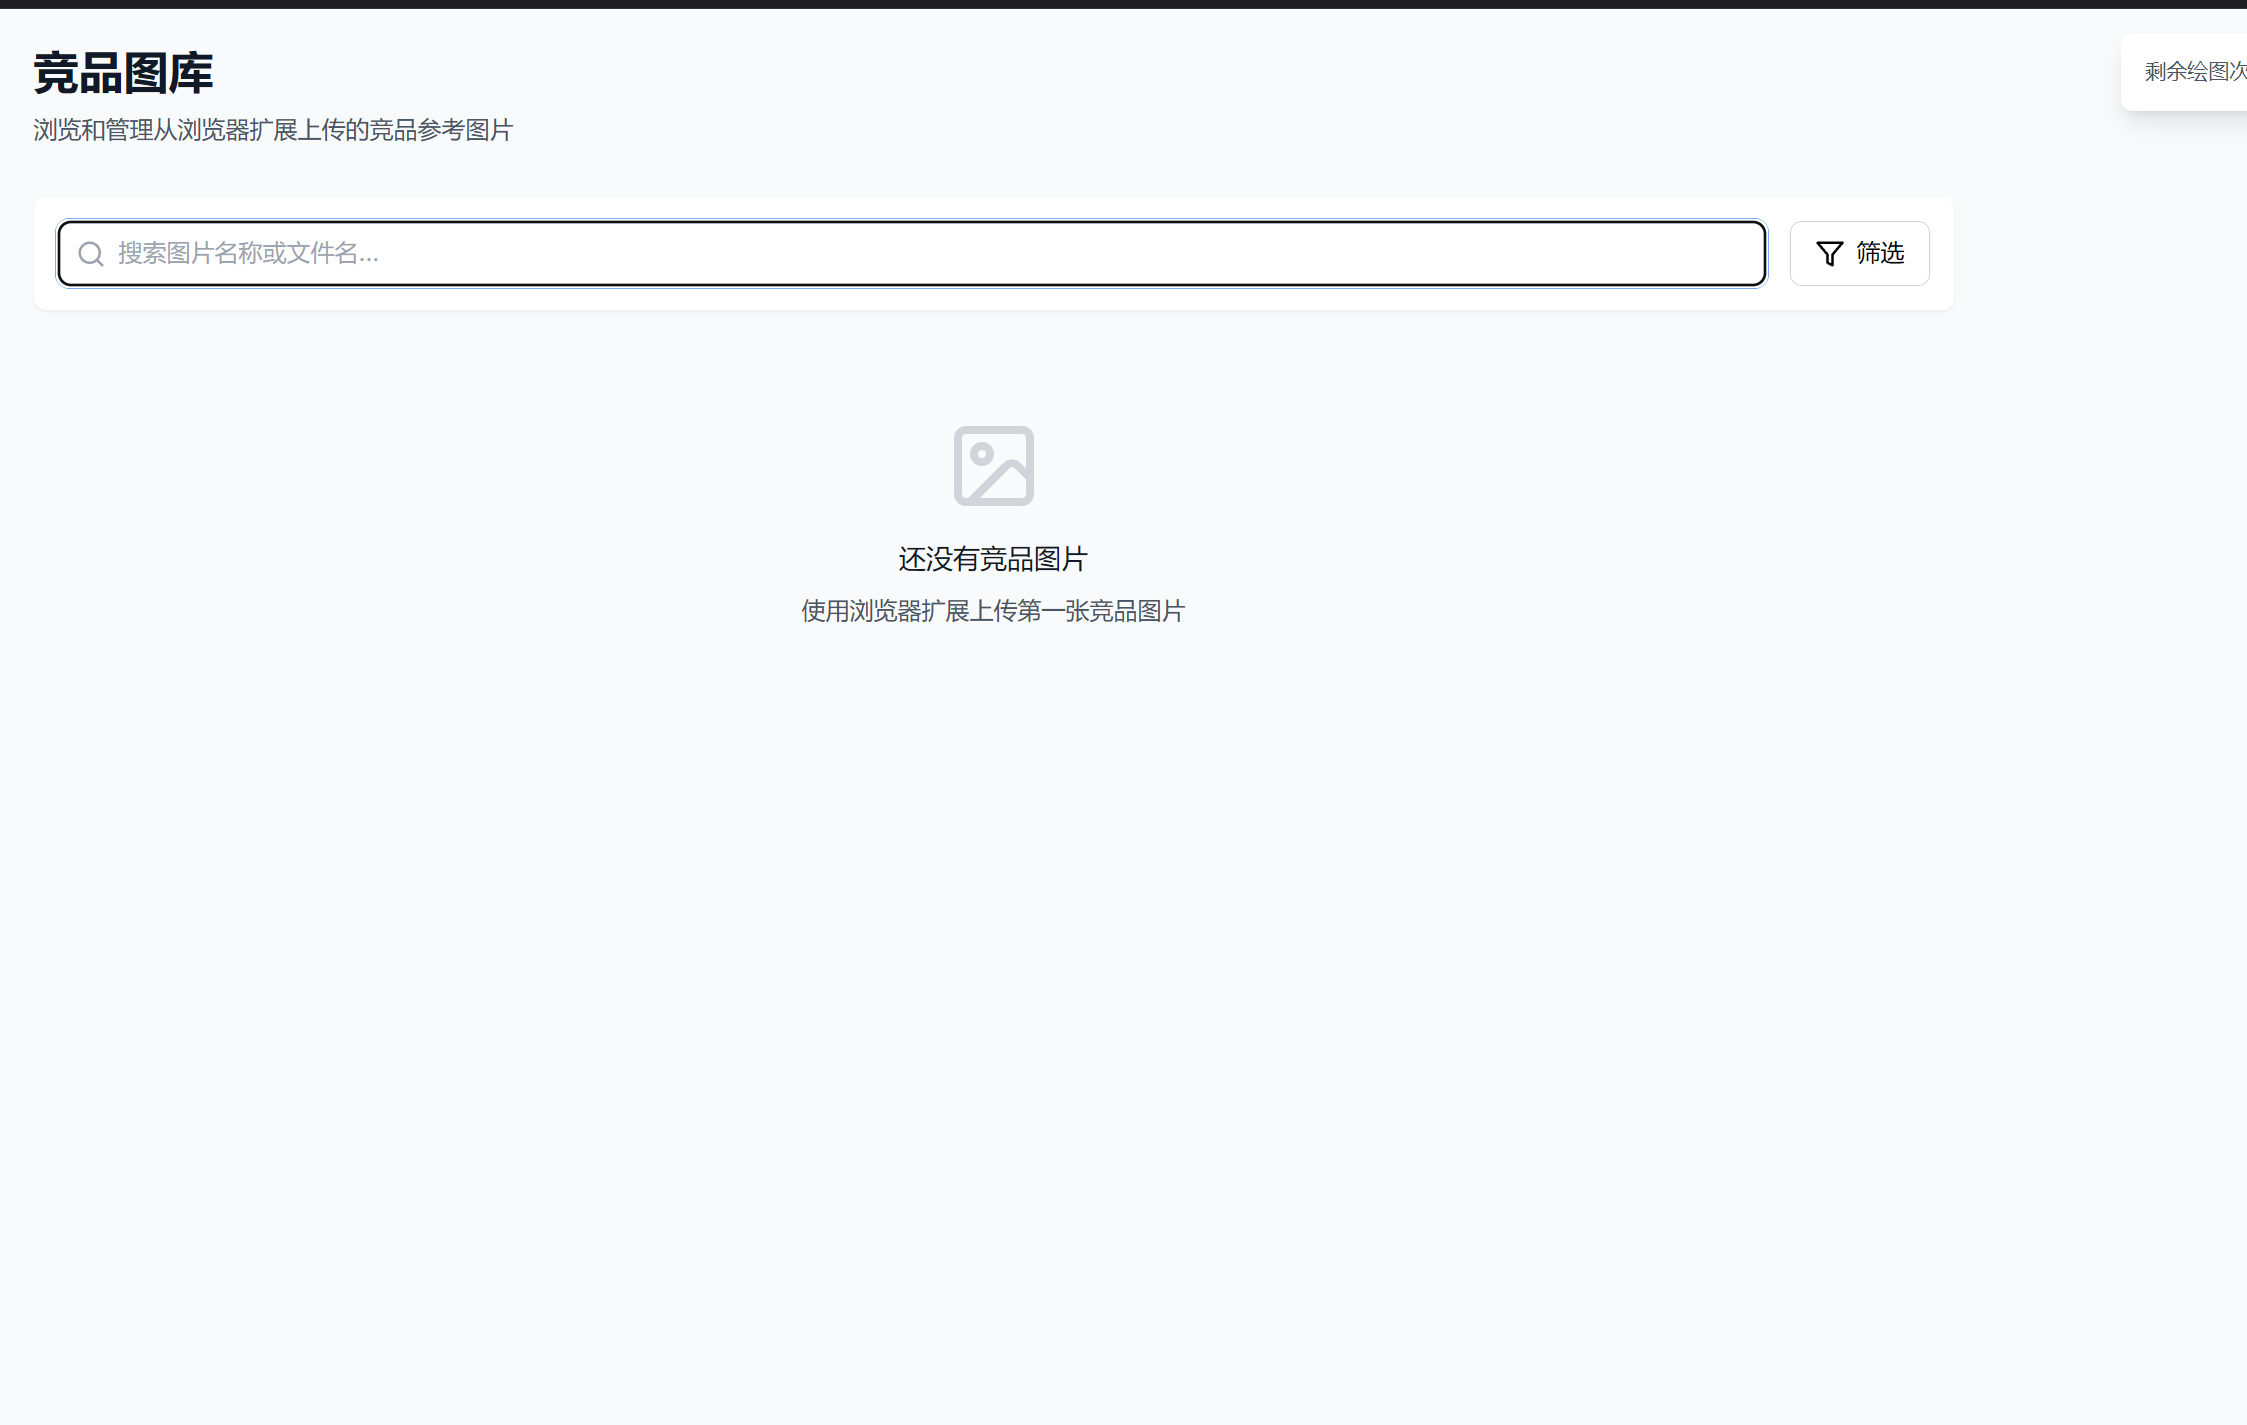 竞品图库
剩余绘图次
浏览和管理从浏览器扩展上传的竞品参考图片
搜索图片名称或文件名...
筛选
还没有竞品图片
使用浏览器扩展上传第一张竞品图片